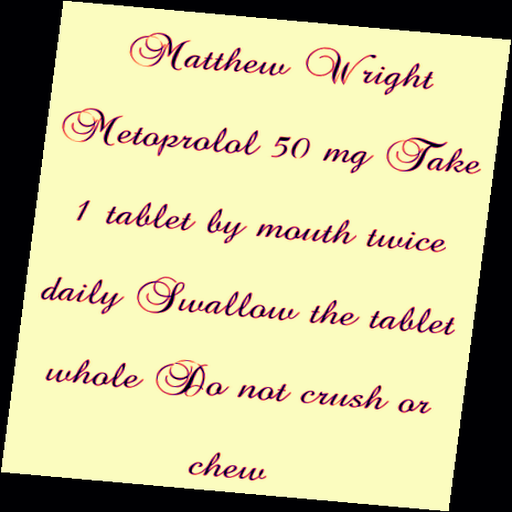 Matthew Wright
Metoprolol 50 mg Take
1 tablet by mouth twice
daily Swallow the tablet
whole Do not crush or
chew